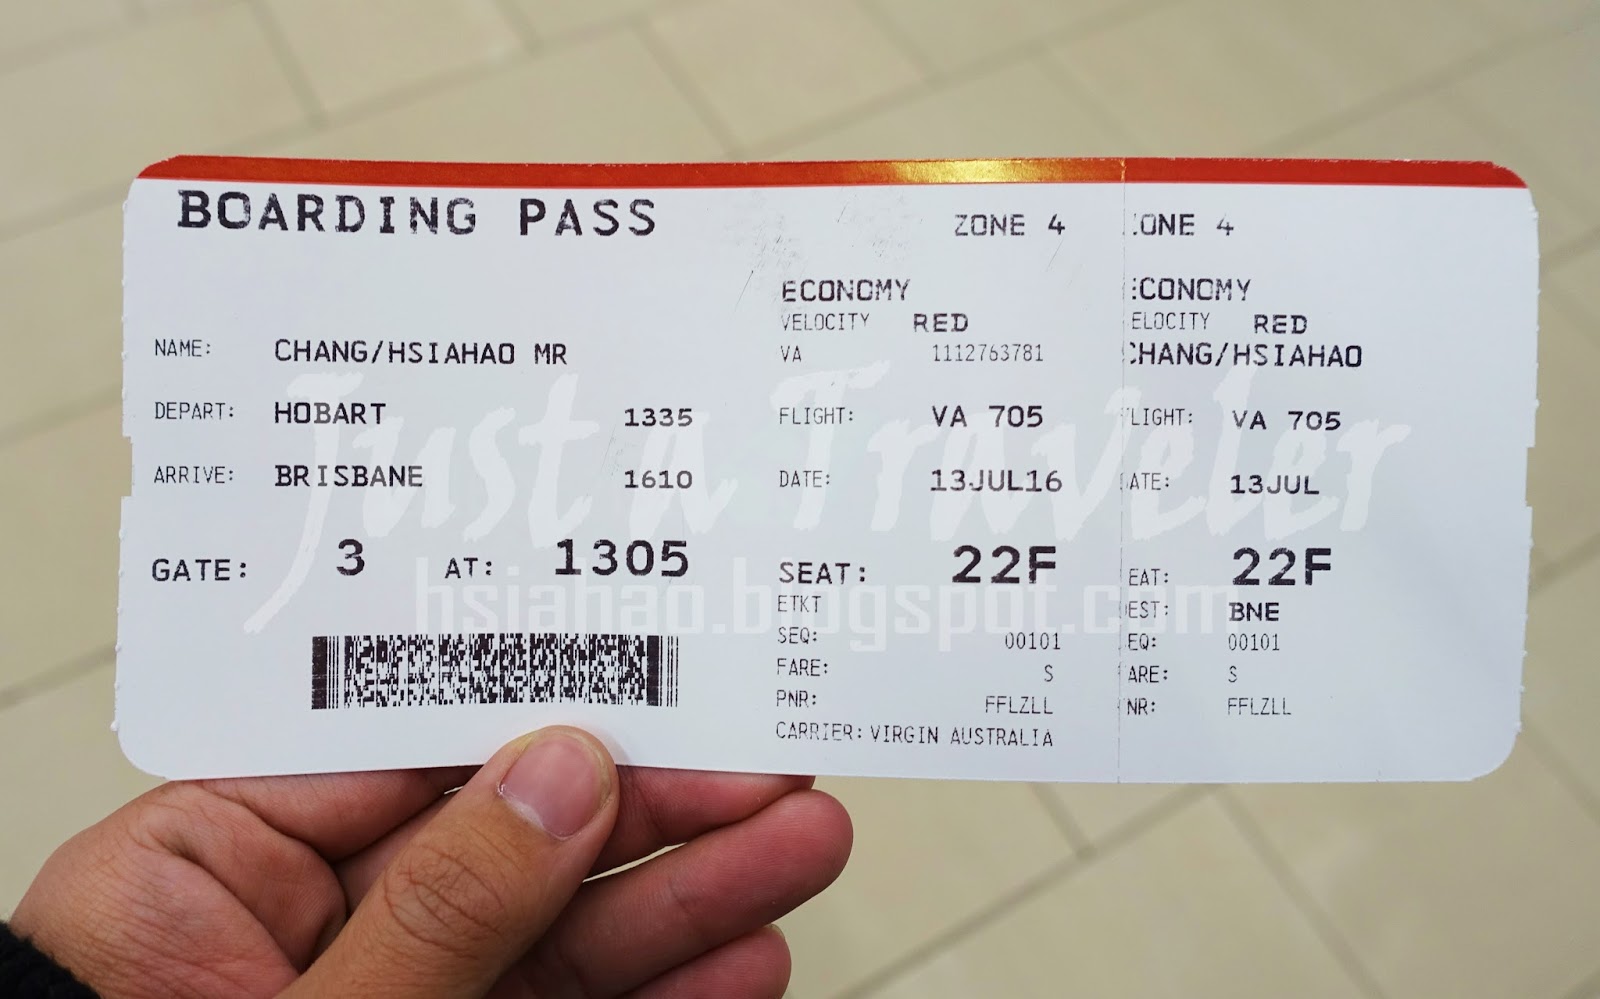 BOARDING PASS
ZONE 4
ECONOMY
VELOCITY RED
NAME: CHANG/HSIAHAO MR
VA 1112763781
DEPART: HOBART 1335
FLIGHT: VA 705
ARRIVE: BRISBANE 1610
DATE: 13JUL16
GATE: 3 AT: 1305
SEAT: 22F
ETKT
SEQ: 00101
FARE: S
PNR: FFLZLL
CARRIER: VIRGIN AUSTRALIA
ONE 4
CONOMY
ELOCITY RED
CHANG/HSIAHAO
LIGHT: VA 705
ATE: 13JUL
EAT: 22F
EST: BNE
EQ: 00101
ARE: S
NR: FFLZLL
Just a Traveler
hsiahao.blogspot.com